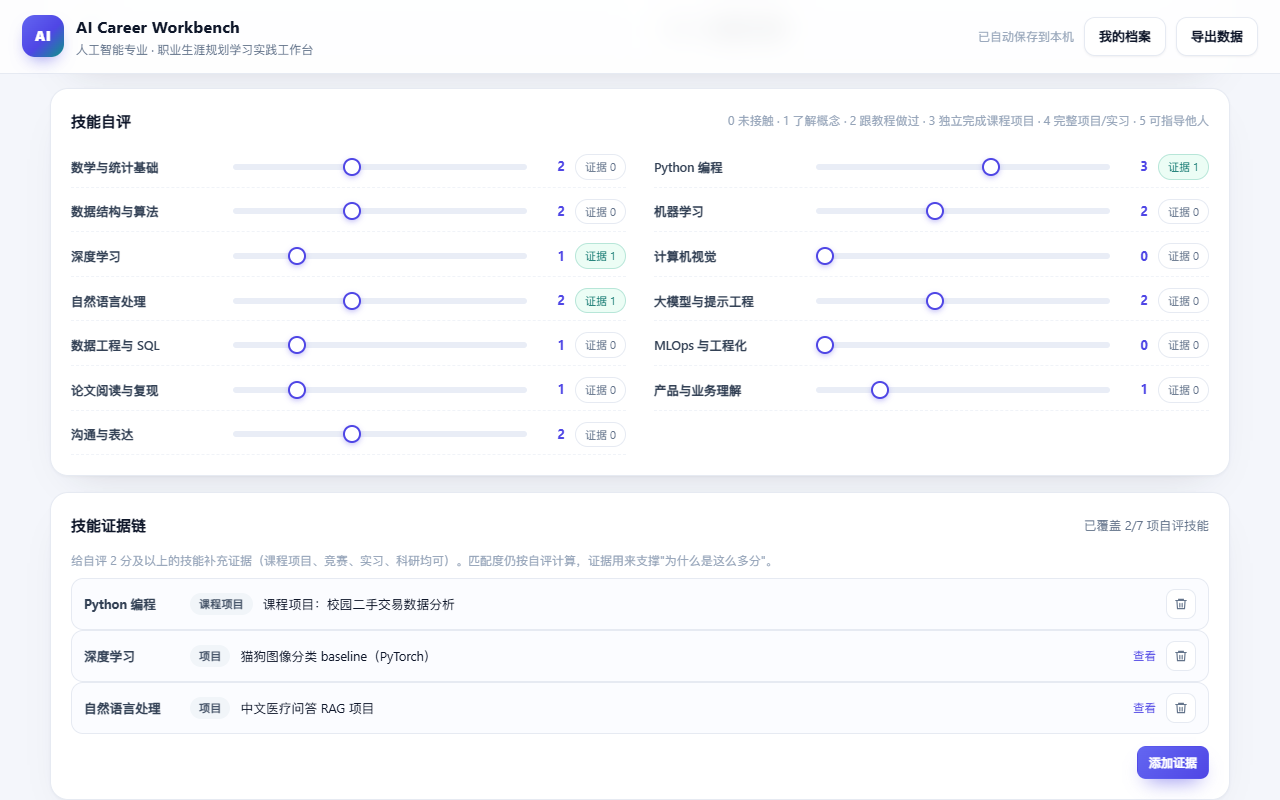 AI
AI Career Workbench
人工智能专业 · 职业生涯规划学习实践工作台
已自动保存到本机
我的档案
导出数据
技能自评
0 未接触 · 1 了解概念 · 2 跟教程做过 · 3 独立完成课程项目 · 4 完整项目/实习 · 5 可指导他人
数学与统计基础 2 证据 0
Python 编程 3 证据 1
数据结构与算法 2 证据 0
机器学习 2 证据 0
深度学习 1 证据 1
计算机视觉 0 证据 0
自然语言处理 2 证据 1
大模型与提示工程 2 证据 0
数据工程与 SQL 1 证据 0
MLOps 与工程化 0 证据 0
论文阅读与复现 1 证据 0
产品与业务理解 1 证据 0
沟通与表达 2 证据 0
技能证据链
已覆盖 2/7 项自评技能
给自评 2 分及以上的技能补充证据（课程项目、竞赛、实习、科研均可）。匹配度仍按自评计算，证据用来支撑"为什么是这么多分"。
Python 编程 课程项目 课程项目：校园二手交易数据分析
深度学习 项目 猫狗图像分类 baseline（PyTorch） 查看
自然语言处理 项目 中文医疗问答 RAG 项目 查看
添加证据